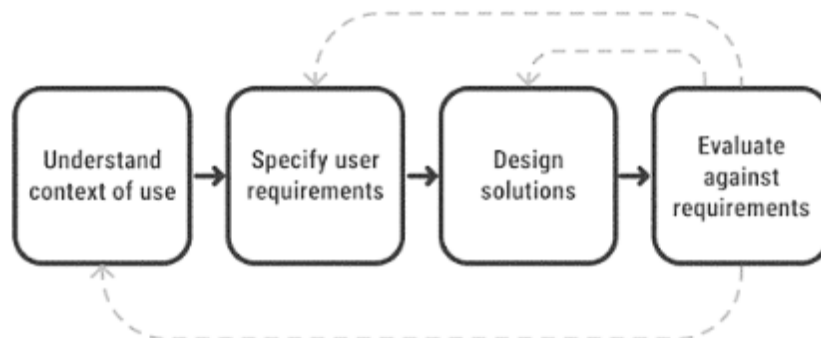 Understand
context of use
Specify user
requirements
Design
solutions
Evaluate
against
requirements